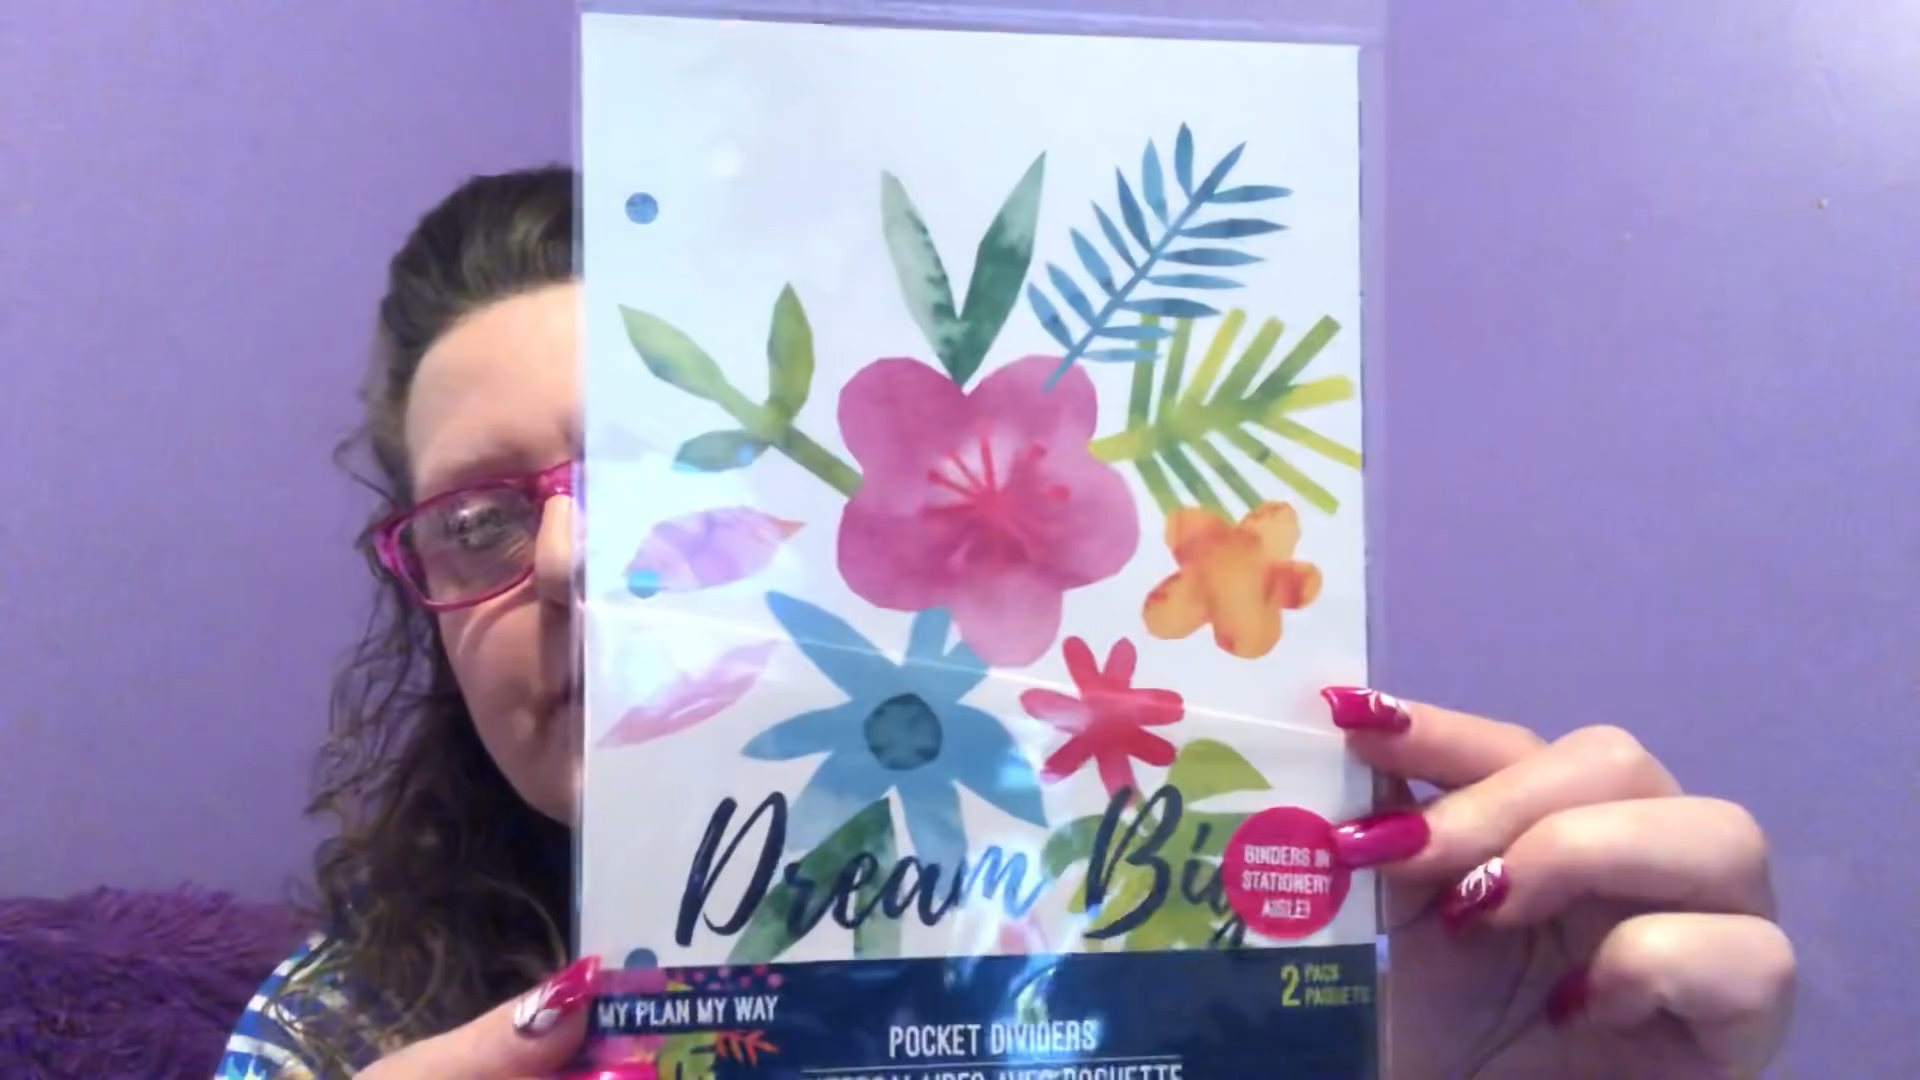 Dream Big
BINDERS IN
STATIONERY
AISLE!
2 PACK
PAQUETS
MY PLAN MY WAY
POCKET DIVIDERS